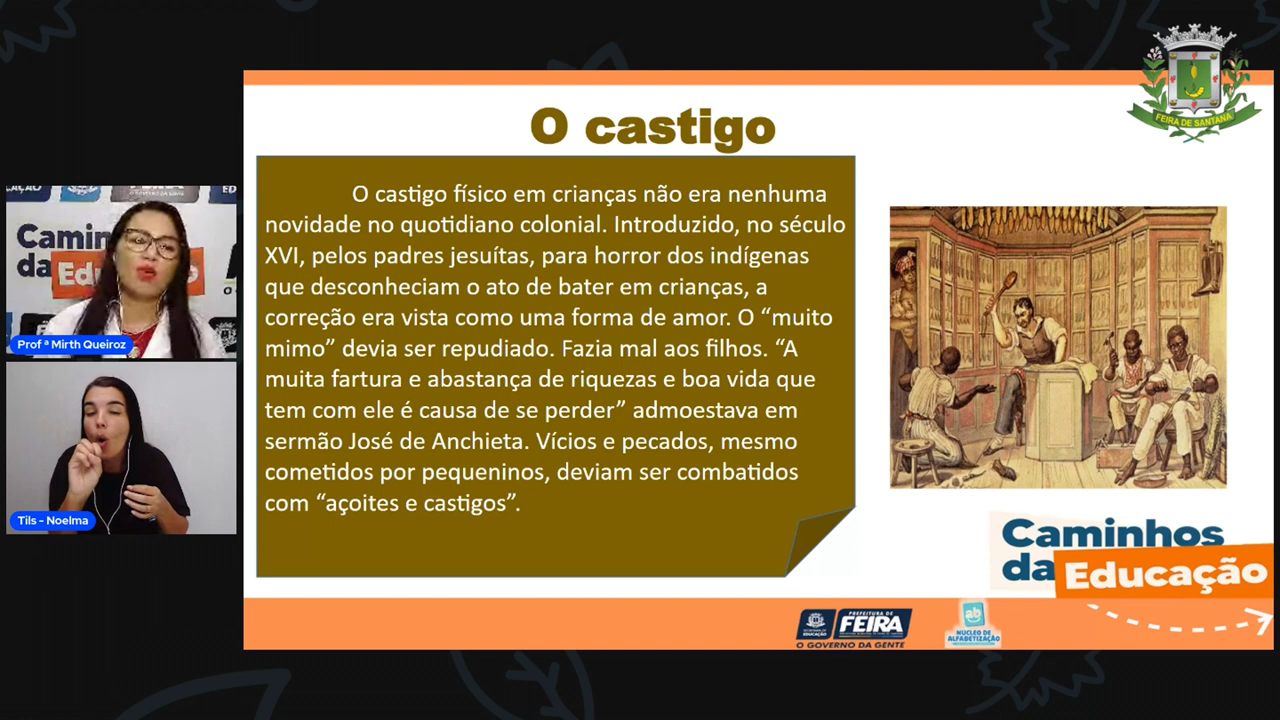 FEIRA DE SANTANA
O castigo
O castigo físico em crianças não era nenhuma
novidade no quotidiano colonial. Introduzido, no século
XVI, pelos padres jesuítas, para horror dos indígenas
que desconheciam o ato de bater em crianças, a
correção era vista como uma forma de amor. O “muito
mimo” devia ser repudiado. Fazia mal aos filhos. “A
muita fartura e abastança de riquezas e boa vida que
tem com ele é causa de se perder” admoestava em
sermão José de Anchieta. Vícios e pecados, mesmo
cometidos por pequeninos, deviam ser combatidos
com “açoites e castigos”.
Camin
da Ed
Prof ª Mirth Queiroz
Tils - Noelma
Caminhos
da Educação
PREFEITURA DE
FEIRA
EDUCAÇÃO
O GOVERNO DA GENTE
ab
NÚCLEO DE
ALFABETIZAÇÃO